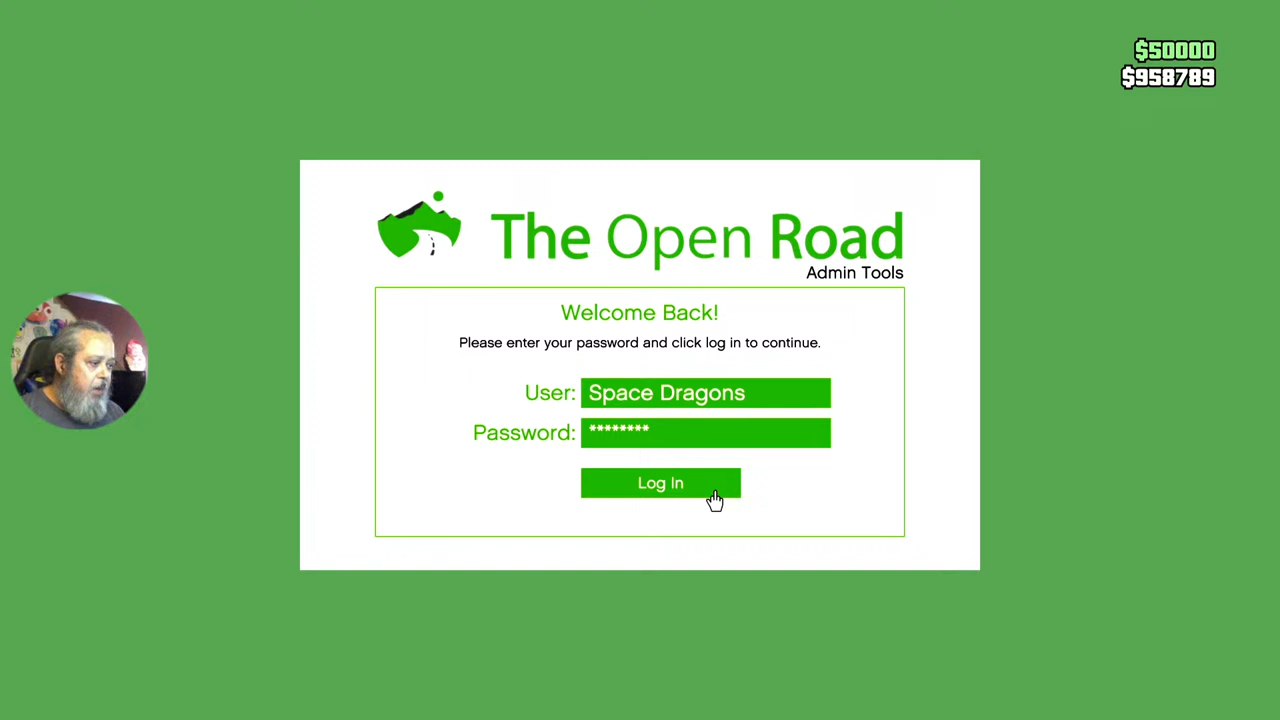 $50000
$958789
The Open Road
Admin Tools
Welcome Back!
Please enter your password and click log in to continue.
User: Space Dragons
Password: ********
Log In